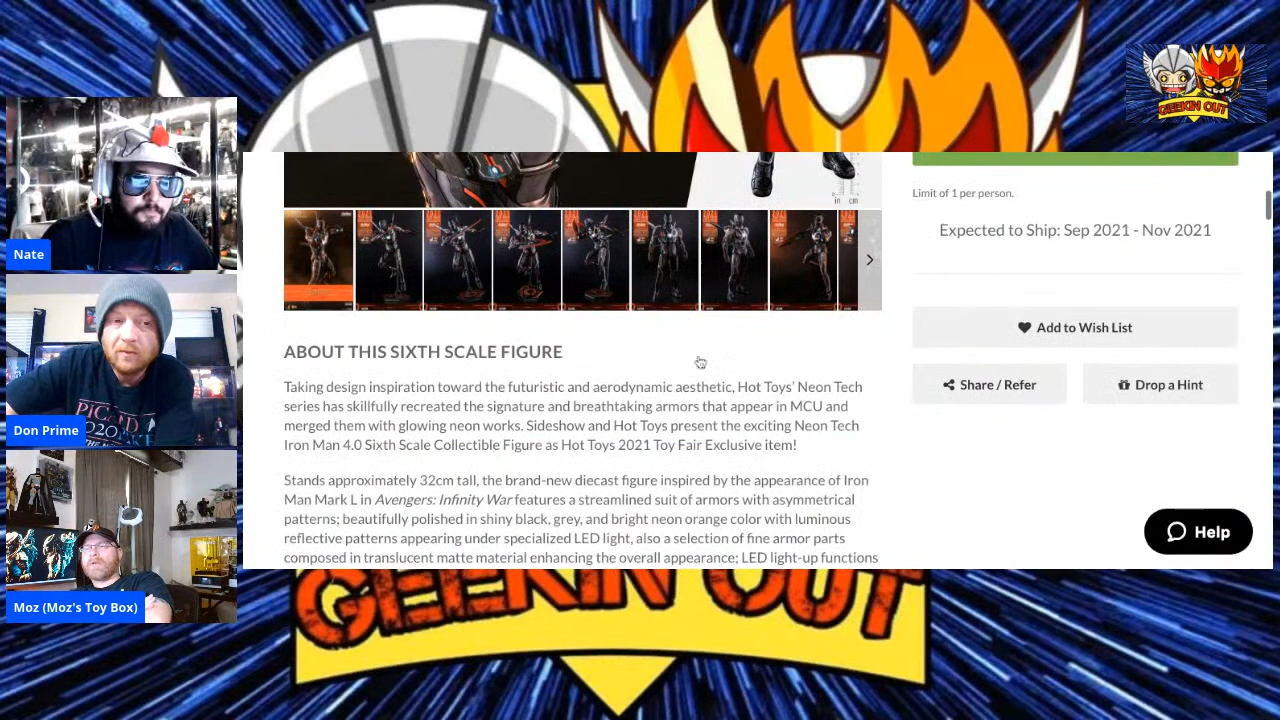 GEEKIN OUT
Nate
Don Prime
PICARD
2020
Moz (Moz's Toy Box)
in cm
Limit of 1 per person.
Expected to Ship: Sep 2021 - Nov 2021
Add to Wish List
Share / Refer
Drop a Hint
ABOUT THIS SIXTH SCALE FIGURE
Taking design inspiration toward the futuristic and aerodynamic aesthetic, Hot Toys' Neon Tech
series has skillfully recreated the signature and breathtaking armors that appear in MCU and
merged them with glowing neon works. Sideshow and Hot Toys present the exciting Neon Tech
Iron Man 4.0 Sixth Scale Collectible Figure as Hot Toys 2021 Toy Fair Exclusive item!
Stands approximately 32cm tall, the brand-new diecast figure inspired by the appearance of Iron
Man Mark L in Avengers: Infinity War features a streamlined suit of armors with asymmetrical
patterns; beautifully polished in shiny black, grey, and bright neon orange color with luminous
reflective patterns appearing under specialized LED light, also a selection of fine armor parts
composed in translucent matte material enhancing the overall appearance; LED light-up functions
Help
GEEKIN OUT